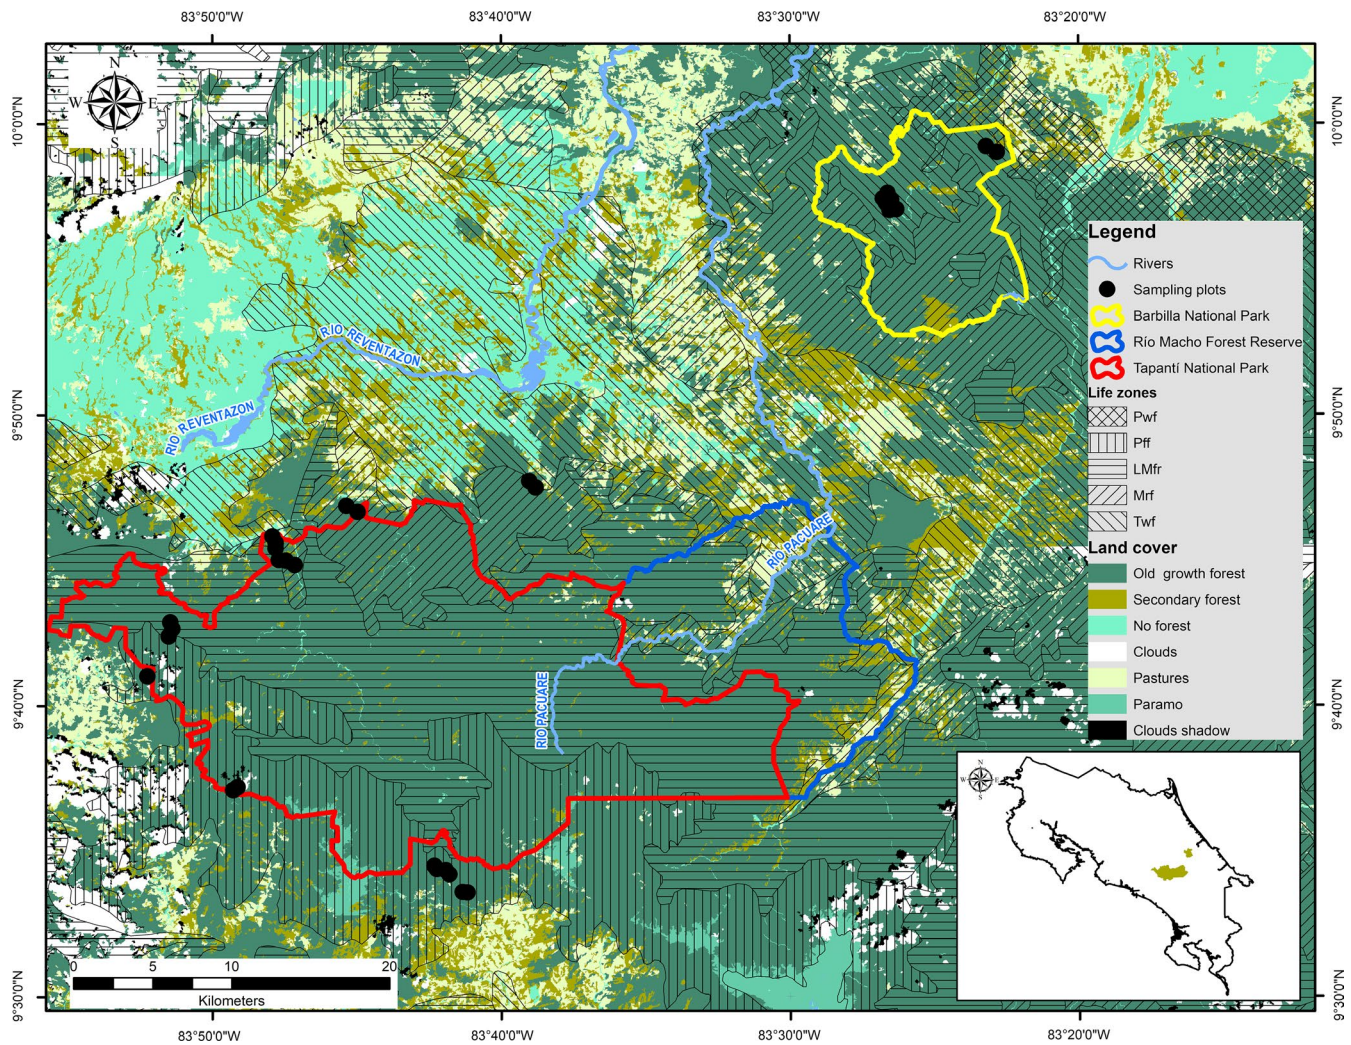 83°50'0"W
83°40'0"W
83°30'0"W
83°20'0"W
10°0'0"N
10°0'0"N
N
W
E
S
Legend
Rivers
Sampling plots
Barbilla National Park
Río Macho Forest Reserve
Tapantí National Park
Life zones
Pwf
Pff
LMfr
Mrf
Twf
Land cover
Old growth forest
Secondary forest
No forest
Clouds
Pastures
Paramo
Clouds shadow
RIO REVENTAZON
RIO REVENTAZON
9°50'0"N
9°50'0"N
RIO PACUARE
RIO PACUARE
9°40'0"N
9°40'0"N
N
W
E
S
0
5
10
20
Kilometers
9°30'0"N
9°30'0"N
83°50'0"W
83°40'0"W
83°30'0"W
83°20'0"W